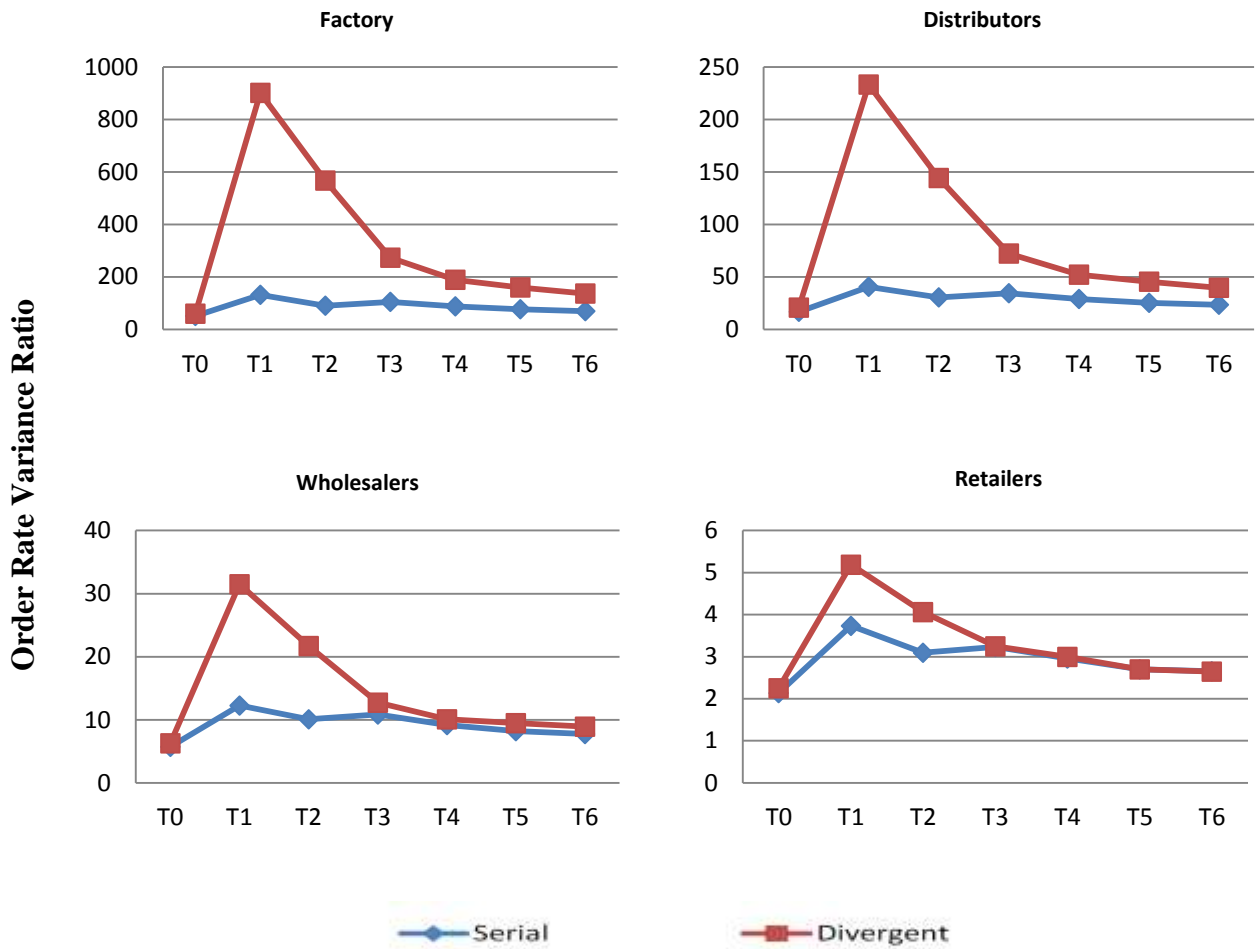 Factory
1000
800
600
400
200
0
T0 T1 T2 T3 T4 T5 T6
Distributors
250
200
150
100
50
0
T0 T1 T2 T3 T4 T5 T6
Order Rate Variance Ratio
Wholesalers
40
30
20
10
0
T0 T1 T2 T3 T4 T5 T6
Retailers
6
5
4
3
2
1
0
T0 T1 T2 T3 T4 T5 T6
Serial
Divergent